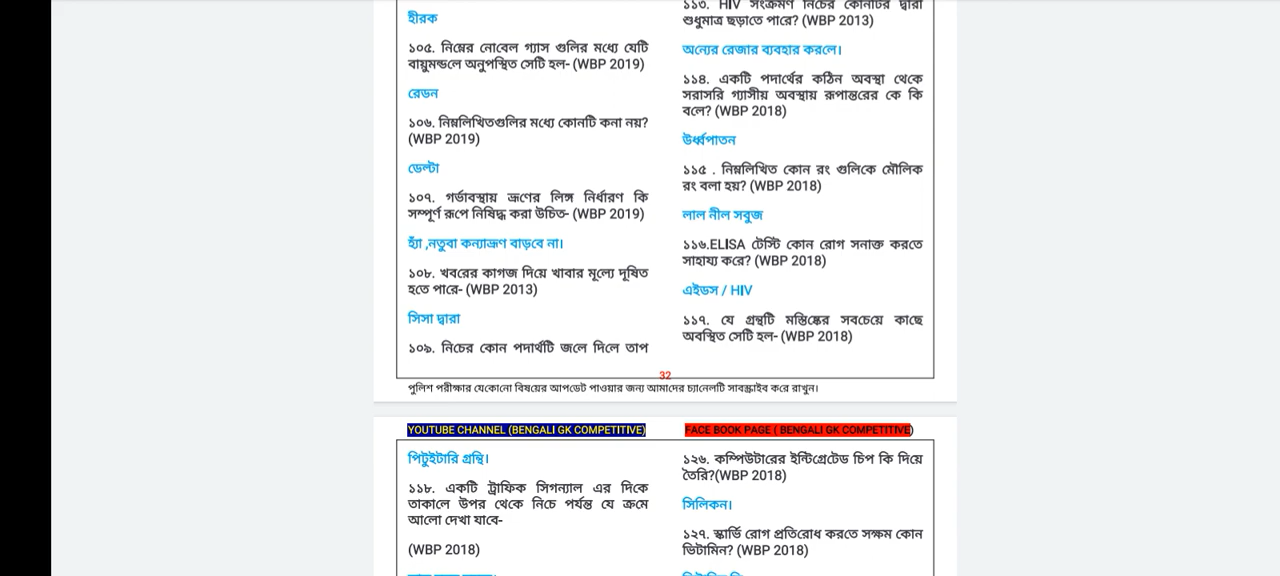 হীরক
১০৫. নিম্নের নোবেল গ্যাস গুলির মধ্যে যেটি
বায়ুমন্ডলে অনুপস্থিত সেটি হল- (WBP 2019)
রেডন
১০৬. নিম্নলিখিতগুলির মধ্যে কোনটি কনা নয়?
(WBP 2019)
ডেল্টা
১০৭. গর্ভাবস্থায় ভ্রূণের লিঙ্গ নির্ধারণ কি
সম্পূর্ণ রূপে নিষিদ্ধ করা উচিত- (WBP 2019)
হ্যাঁ ,নতুবা কন্যাভ্রূণ বাড়বে না।
১০৮. খবরের কাগজ দিয়ে খাবার মূল্যে দূষিত
হতে পারে- (WBP 2013)
সিসা দ্বারা
১০৯. নিচের কোন পদার্থটি জলে দিলে তাপ
১১৩. HIV সংক্রমণ নিচের কোনটির দ্বারা
শুধুমাত্র ছড়াতে পারে? (WBP 2013)
অন্যের রেজার ব্যবহার করলে।
১১৪. একটি পদার্থের কঠিন অবস্থা থেকে
সরাসরি গ্যাসীয় অবস্থায় রূপান্তরের কে কি
বলে? (WBP 2018)
উর্ধ্বপাতন
১১৫ . নিম্নলিখিত কোন রং গুলিকে মৌলিক
রং বলা হয়? (WBP 2018)
লাল নীল সবুজ
১১৬.ELISA টেস্টি কোন রোগ সনাক্ত করতে
সাহায্য করে? (WBP 2018)
এইডস / HIV
১১৭. যে গ্রন্থটি মস্তিষ্কের সবচেয়ে কাছে
অবস্থিত সেটি হল- (WBP 2018)
32
পুলিশ পরীক্ষার যেকোনো বিষয়ের আপডেট পাওয়ার জন্য আমাদের চ্যানেলটি সাবস্ক্রাইব করে রাখুন।
YOUTUBE CHANNEL (BENGALI GK COMPETITIVE)
FACE BOOK PAGE ( BENGALI GK COMPETITIVE)
পিটুইটারি গ্রন্থি।
১১৮. একটি ট্রাফিক সিগন্যাল এর দিকে
তাকালে উপর থেকে নিচে পর্যন্ত যে ক্রমে
আলো দেখা যাবে-
(WBP 2018)
১২৬. কম্পিউটারের ইন্টিগ্রেটেড চিপ কি দিয়ে
তৈরি?(WBP 2018)
সিলিকন।
১২৭. স্কার্ভি রোগ প্রতিরোধ করতে সক্ষম কোন
ভিটামিন? (WBP 2018)